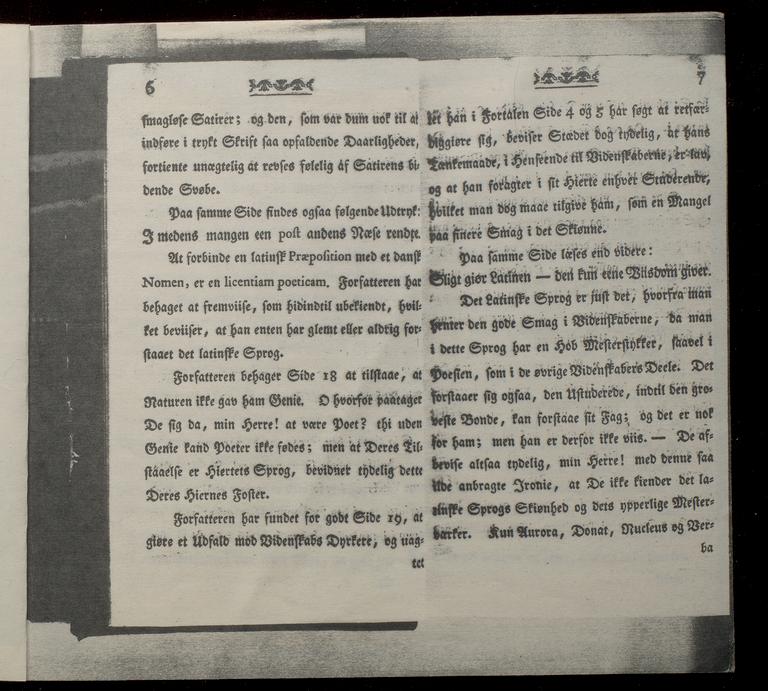 6
smagløse Satirer; og den, som var dum nok til at
indføre i trykt Skrift saa opfaldende Daarligheder,
fortiente unægtelig at revses følelig af Satirens bi-
dende Svøbe.
Paa samme Side findes ogsaa følgende Udtryk:
J medens mangen een post andens Næse rendte.
At forbinde en latinsk Præposition med et dansk
Nomen, er en licentiam poeticam. Forfatteren har
behaget at fremviise, som hidindtil ubekiendt, hvil-
ket beviiser, at han enten har glemt eller aldrig for-
staaet det latinske Sprog.
Forfatteren behager Side 18 at tilstaae, at
Naturen ikke gav ham Genie. O hvorfor paatager
De sig da, min Herre! at være Poet? thi uden
Genie kand Poeter ikke fødes; men at Deres Til-
staaelse er Hiertets Sprog, bevidner tydelig dette
Deres Hiernes Foster.
Forfatteren har fundet for godt Side 19, at
giøre et Udfald mod Videnskabs Dyrkere, og uag-
tet
7
tet han i Fortalen Side 4 og 5 har søgt at retfær-
diggiøre sig, beviser Stædet dog tydelig, at hans
Tænkemaade, i Henseende til Videnskaberne, er lav,
og at han foragter i sit Hierte enhver Studerende,
hvilket man dog maae tilgive ham, som en Mangel
paa finere Smag i det Skiønne.
Paa samme Side læses end videre:
Sligt giør Latinen — den kun eene Viisdom giver.
Det Latinske Sprog er just det, hvorfra man
henter den gode Smag i Videnskaberne, da man
i dette Sprog har en Hob Mesterstykker, saavel i
Poesien, som i de øvrige Videnskabers Deele. Det
forstaaer sig ogsaa, den Ustuderede, indtil den gro-
veste Bonde, kan forstaae sit Fag; og det er nok
for ham; men han er derfor ikke viis. — De af-
bevise altsaa tydelig, min Herre! med denne saa
ilde anbragte Jronie, at De ikke kiender det la-
tinske Sprogs Skiønhed og dets ypperlige Mester-
værker. Kun Aurora, Donat, Nucleus og Ver-
ba